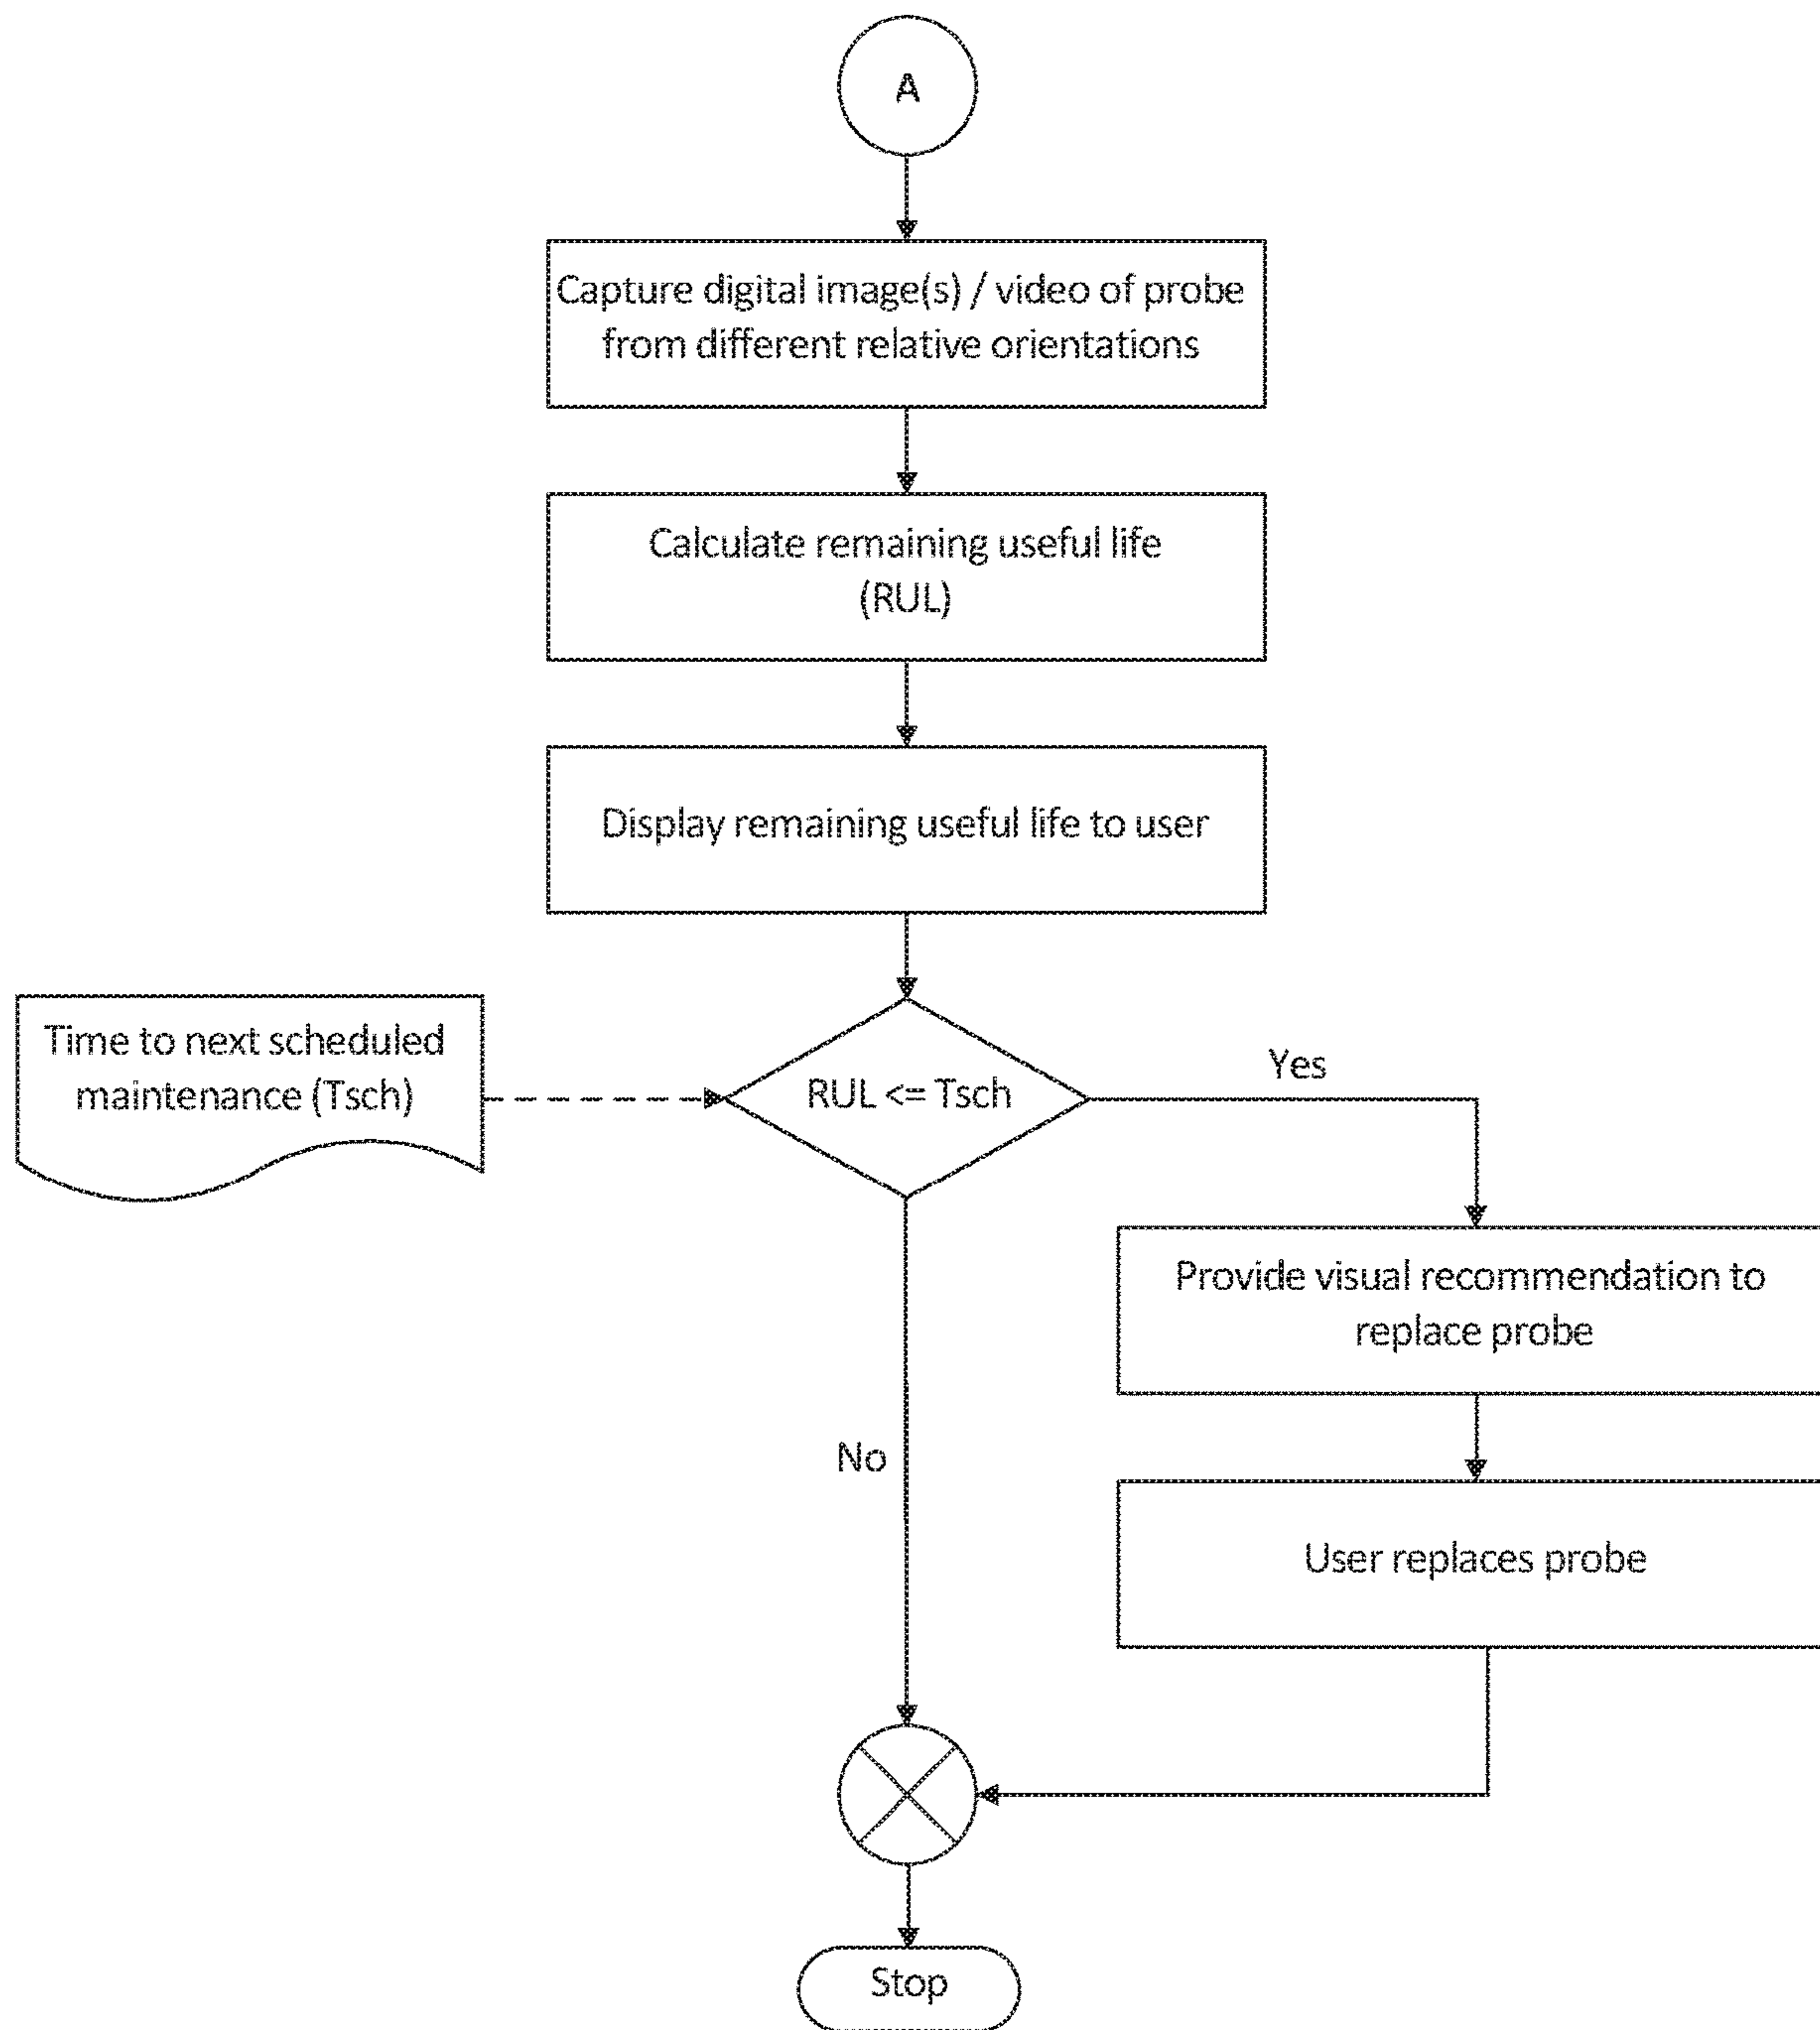 A
Capture digital image(s) / video of probe
from different relative orientations
Calculate remaining useful life
(RUL)
Display remaining useful life to user
Time to next scheduled
maintenance (Tsch)
RUL <= Tsch
Yes
Provide visual recommendation to
replace probe
No
User replaces probe
Stop